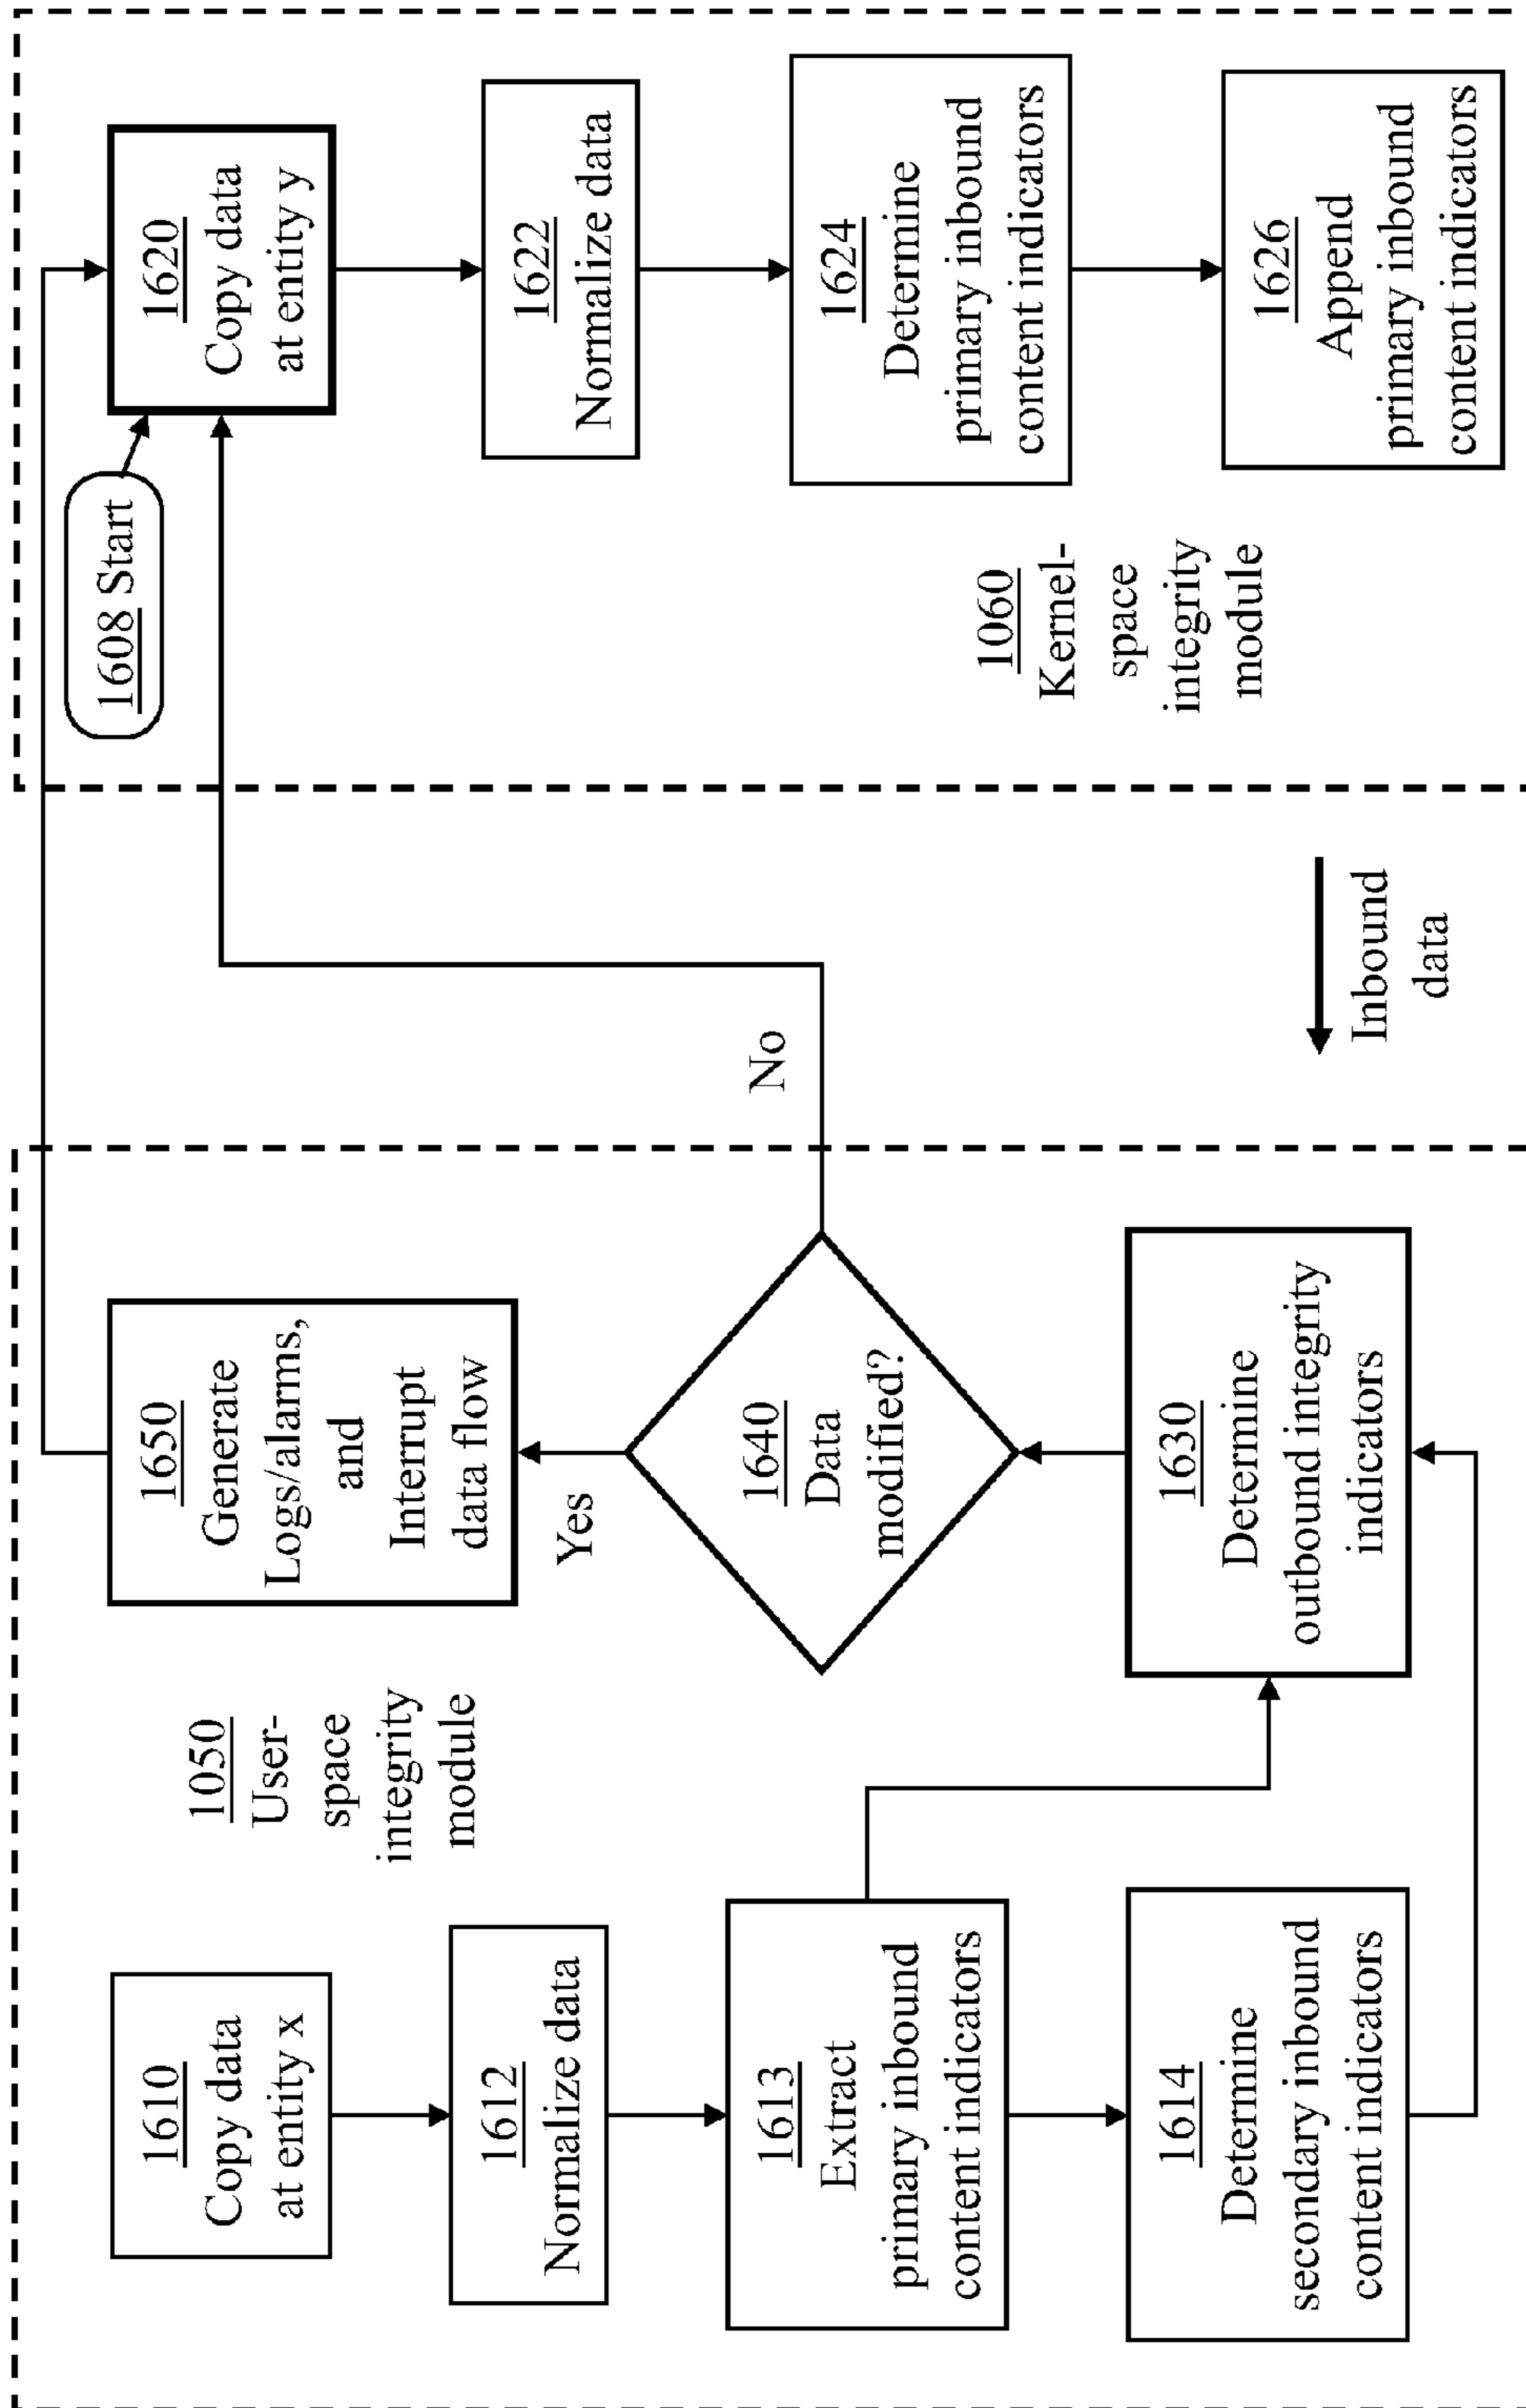 1610
Copy data
at entity x
1612
Normalize data
1613
Extract
primary inbound
content indicators
1614
Determine
secondary inbound
content indicators
1050
User-
space
integrity
module
1650
Generate
Logs/alarms,
and
Interrupt
data flow
Yes
1640
Data
modified?
No
1630
Determine
outbound integrity
indicators
Inbound
data
1608 Start
1620
Copy data
at entity y
1622
Normalize data
1624
Determine
primary inbound
content indicators
1626
Append
primary inbound
content indicators
1060
Kernel-
space
integrity
module